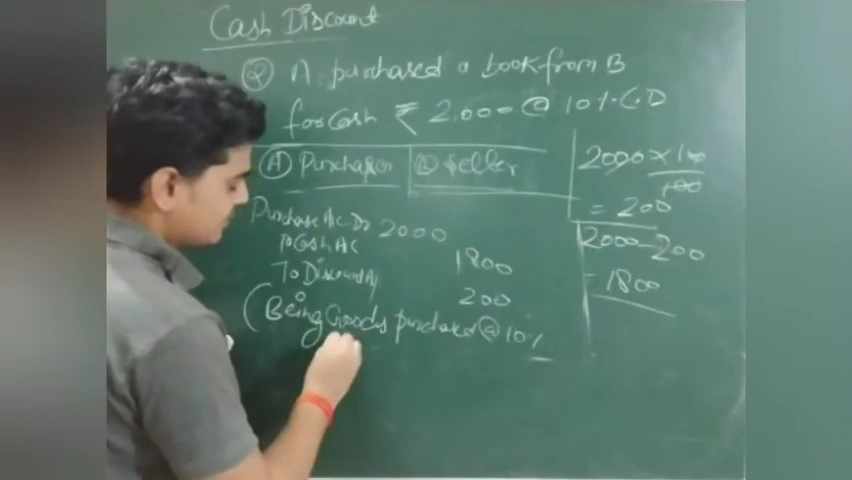 Cash Discount
Q A purchased a book from B
for Cash ₹ 2,000 @ 10% C.D
A Purchaser B Seller
Purchase A/c Dr 2000
To Cash A/c 1800
To Discount A/c 200
(Being Goods purchased @ 10%
2000 × 10
100
= 200
2000 - 200
= 1800